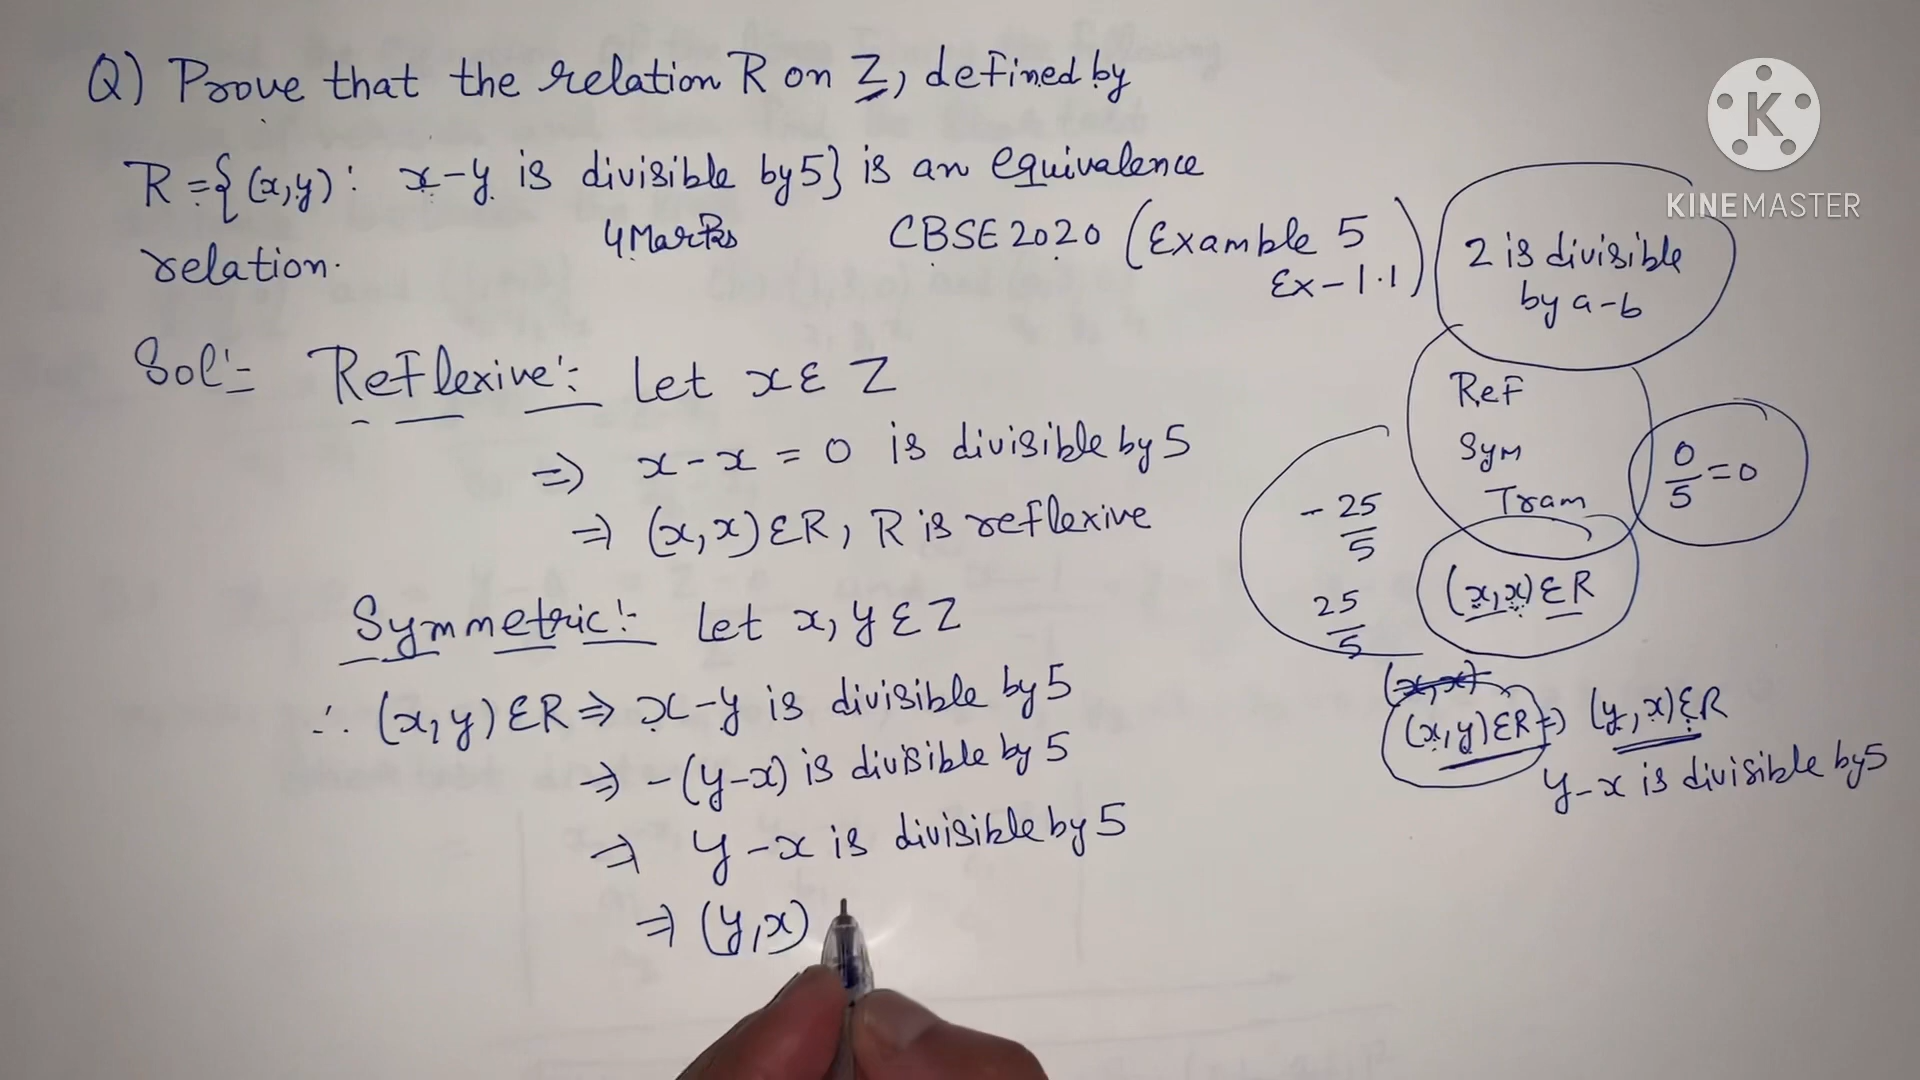 Q) Prove that the relation R on Z, defined by
R = {(x,y) : x-y is divisible by 5} is an equivalence
relation.
4 Marks CBSE 2020 (Examble 5
Ex-1.1)
Sol:= Reflexive:- Let x ε Z
=> x-x = 0 is divisible by 5
=> (x,x) ε R, R is reflexive
Symmetric:- Let x, y ε Z
∴ (x,y) ε R => x-y is divisible by 5
=> -(y-x) is divisible by 5
=> y-x is divisible by 5
=> (y,x)
K
KINEMASTER
2 is divisible
by a-b
Ref
Sym
Tram
0/5 = 0
-25/5
25/5
(x,x) ε R
(x,x)
(x,y) ε R => (y,x) ε R
y-x is divisible by 5